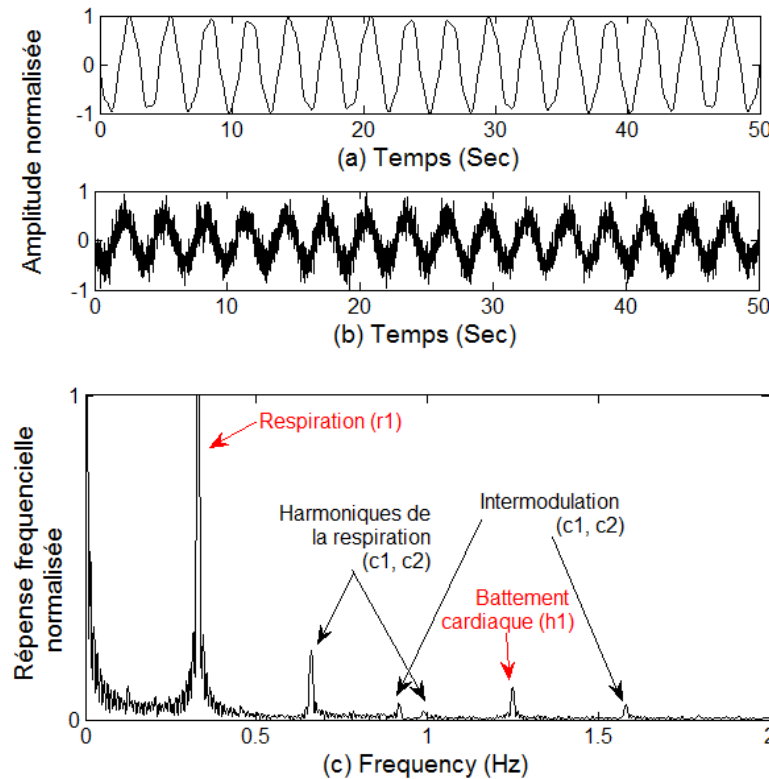 Amplitude normalisée
1
0
-1
0
10
20
30
40
50
(a) Temps (Sec)
1
0
-1
0
10
20
30
40
50
(b) Temps (Sec)
Répense frequencielle
normalisée
1
0
Respiration (r1)
Harmoniques de
la respiration
(c1, c2)
Intermodulation
(c1, c2)
Battement
cardiaque (h1)
0
0.5
1
1.5
2
(c) Frequency (Hz)